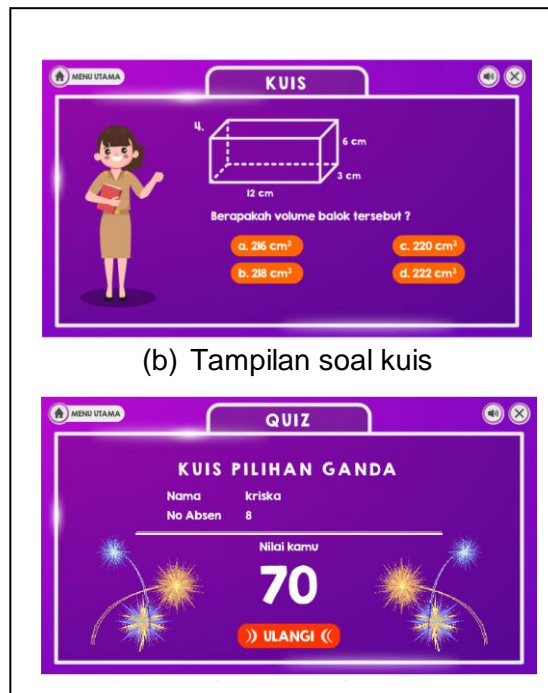 MENU UTAMA
KUIS
4.
6 cm
3 cm
12 cm
Berapakah volume balok tersebut ?
a. 216 cm³
c. 220 cm³
b. 218 cm³
d. 222 cm³
(b) Tampilan soal kuis
MENU UTAMA
QUIZ
KUIS PILIHAN GANDA
Nama kriska
No Absen 8
Nilai kamu
70
)) ULANGI ((